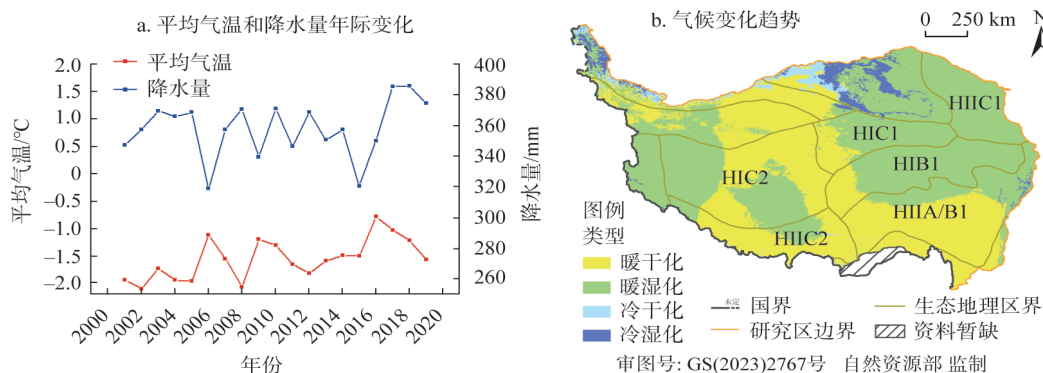 a. 平均气温和降水量年际变化
平均气温
降水量
平均气温/℃
2.0
1.5
1.0
0.5
0
−0.5
−1.0
−1.5
−2.0
400
380
360
340
320
300
280
260
降水量/mm
2000
2002
2004
2006
2008
2010
2012
2014
2016
2018
2020
年份
b. 气候变化趋势
0 250 km
N
HIIC1
HIC1
HIB1
HIC2
HIIA/B1
HIIC2
图例
类型
暖干化
暖湿化
冷干化
冷湿化
未定 国界
生态地理区界
研究区边界
资料暂缺
审图号: GS(2023)2767号 自然资源部 监制